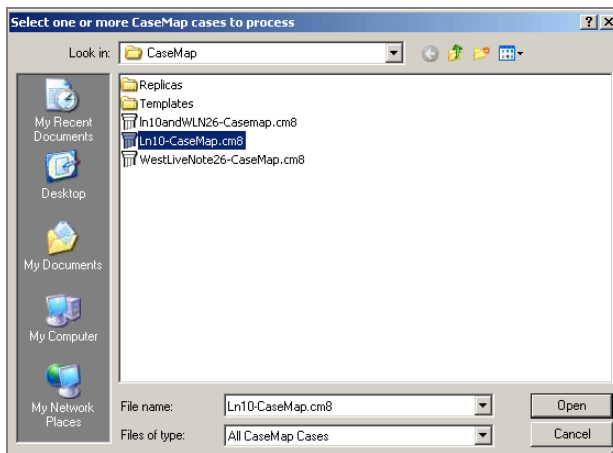 Select one or more CaseMap cases to process
Look in: CaseMap
Replicas
Templates
ln10andWLN26-Casemap.cm8
Ln10-CaseMap.cm8
WestLiveNote26-CaseMap.cm8
My Recent
Documents
Desktop
My Documents
My Computer
My Network
Places
File name: Ln10-CaseMap.cm8 Open
Files of type: All CaseMap Cases Cancel